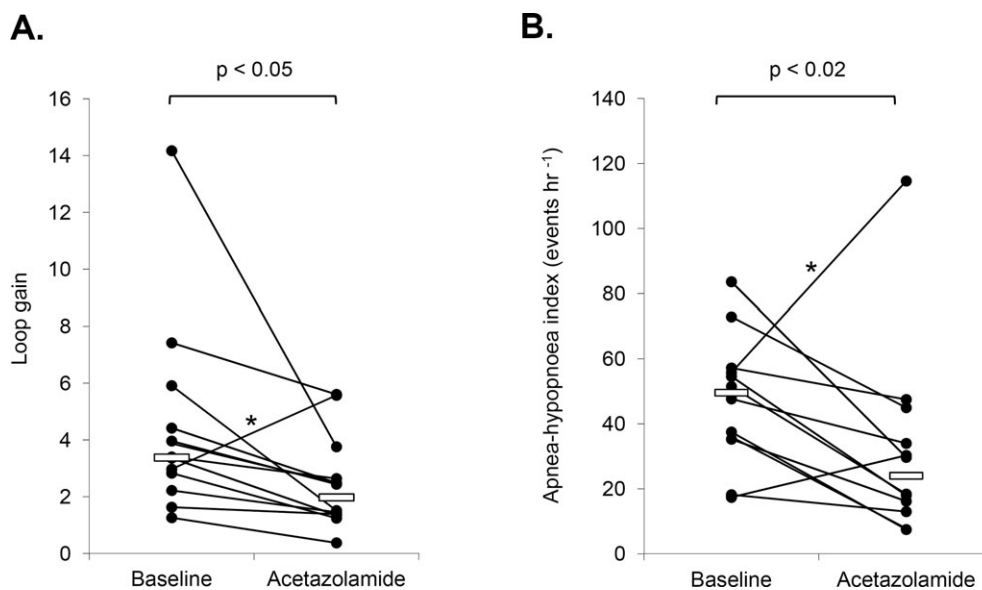 A.
p < 0.05
16
14
12
10
8
6
4
2
0
Loop gain
*
Baseline
Acetazolamide
B.
p < 0.02
140
120
100
80
60
40
20
0
Apnea-hypopnoea index (events hr -1)
*
Baseline
Acetazolamide